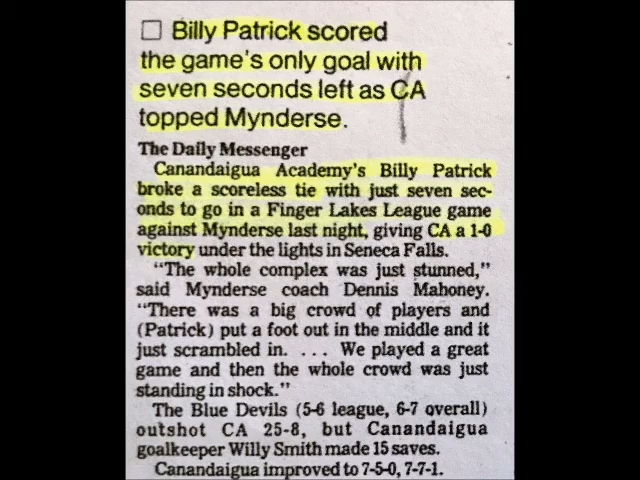 ☐ Billy Patrick scored
the game's only goal with
seven seconds left as CA
topped Mynderse.
The Daily Messenger
Canandaigua Academy's Billy Patrick
broke a scoreless tie with just seven sec-
onds to go in a Finger Lakes League game
against Mynderse last night, giving CA a 1-0
victory under the lights in Seneca Falls.
"The whole complex was just stunned,"
said Mynderse coach Dennis Mahoney.
"There was a big crowd of players and
(Patrick) put a foot out in the middle and it
just scrambled in. ... We played a great
game and then the whole crowd was just
standing in shock."
The Blue Devils (5-6 league, 6-7 overall)
outshot CA 25-8, but Canandaigua
goalkeeper Willy Smith made 15 saves.
Canandaigua improved to 7-5-0, 7-7-1.